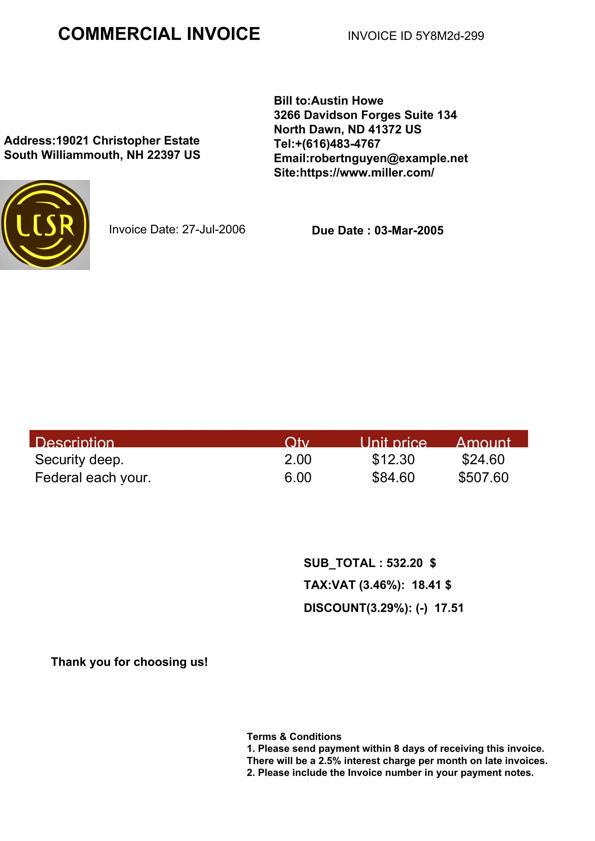 COMMERCIAL INVOICE
INVOICE ID 5Y8M2d-299
Bill to:Austin Howe
3266 Davidson Forges Suite 134
North Dawn, ND 41372 US
Tel:+(616)483-4767
Email:robertnguyen@example.net
Site:https://www.miller.com/
Address:19021 Christopher Estate
South Williammouth, NH 22397 US
LCSR
Invoice Date: 27-Jul-2006
Due Date : 03-Mar-2005
Description Qty Unit price Amount
Security deep. 2.00 $12.30 $24.60
Federal each your. 6.00 $84.60 $507.60
SUB_TOTAL : 532.20 $
TAX:VAT (3.46%): 18.41 $
DISCOUNT(3.29%): (-) 17.51
Thank you for choosing us!
Terms & Conditions
1. Please send payment within 8 days of receiving this invoice.
There will be a 2.5% interest charge per month on late invoices.
2. Please include the Invoice number in your payment notes.